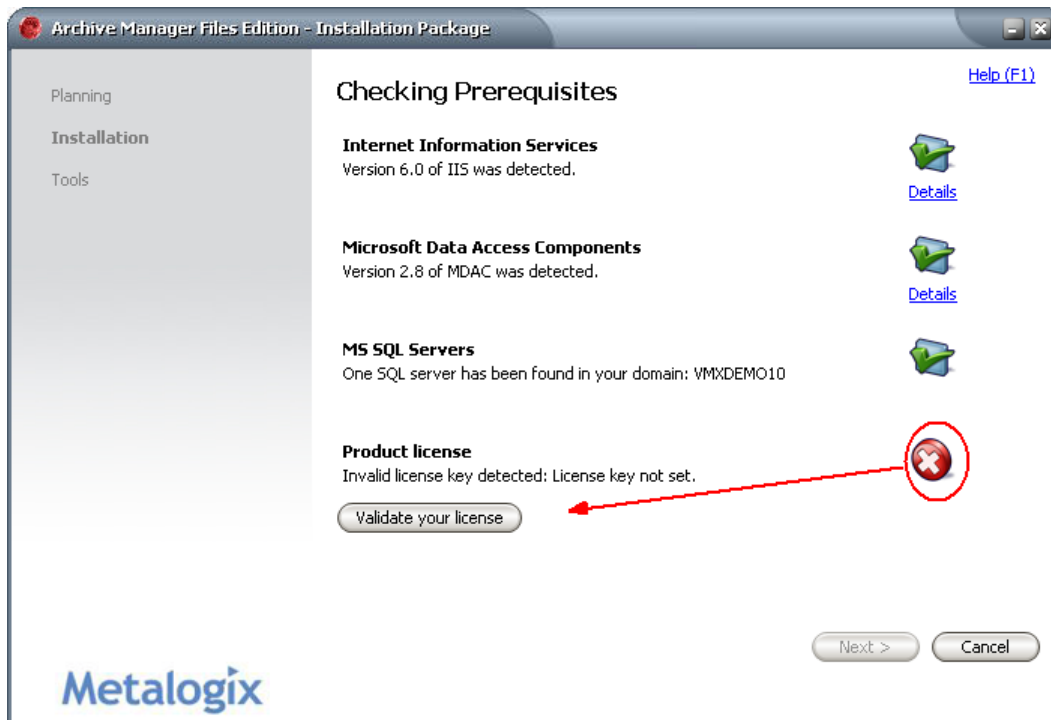 Archive Manager Files Edition - Installation Package
Help (F1)
Planning
Installation
Tools
Checking Prerequisites
Internet Information Services
Version 6.0 of IIS was detected.
Details
Microsoft Data Access Components
Version 2.8 of MDAC was detected.
Details
MS SQL Servers
One SQL server has been found in your domain: VMXDEMO10
Product license
Invalid license key detected: License key not set.
Validate your license
Next >
Cancel
Metalogix